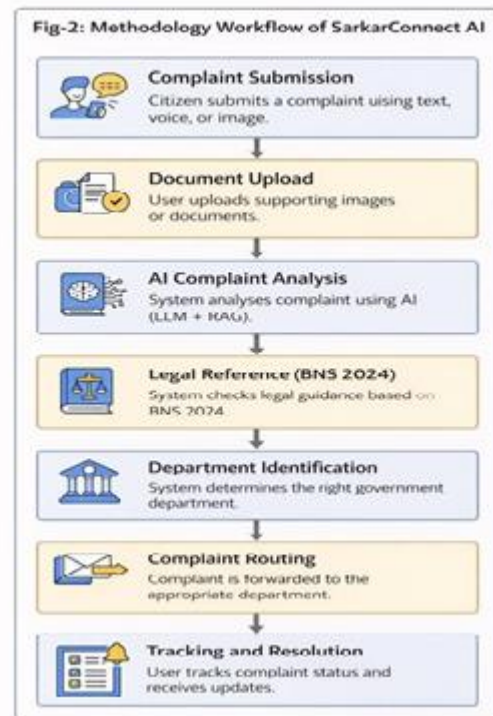 Fig-2: Methodology Workflow of SarkarConnect AI
Complaint Submission
Citizen submits a complaint uising text,
voice, or image.
Document Upload
User uploads supporting images
or documents.
AI Complaint Analysis
System analyses complaint using AI
(LLM + RAG).
Legal Reference (BNS 2024)
System checks legal guidance based on
BNS 2024
Department Identification
System determines the right government
department.
Complaint Routing
Complaint is forwarded to the
appropriate department.
Tracking and Resolution
User tracks complaint status and
receives updates.